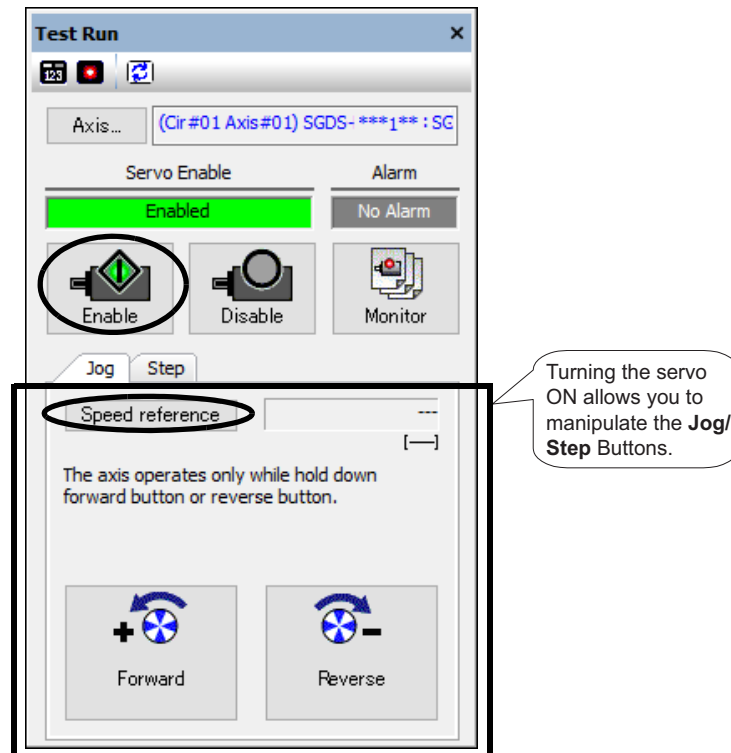 Test Run
123
Axis...
(Cir#01 Axis#01) SGDS-***1** : SG
Servo Enable
Alarm
Enabled
No Alarm
Enable
Disable
Monitor
Jog
Step
Speed reference
---
[—]
The axis operates only while hold down
forward button or reverse button.
+
-
Forward
Reverse
Turning the servo
ON allows you to
manipulate the Jog/
Step Buttons.